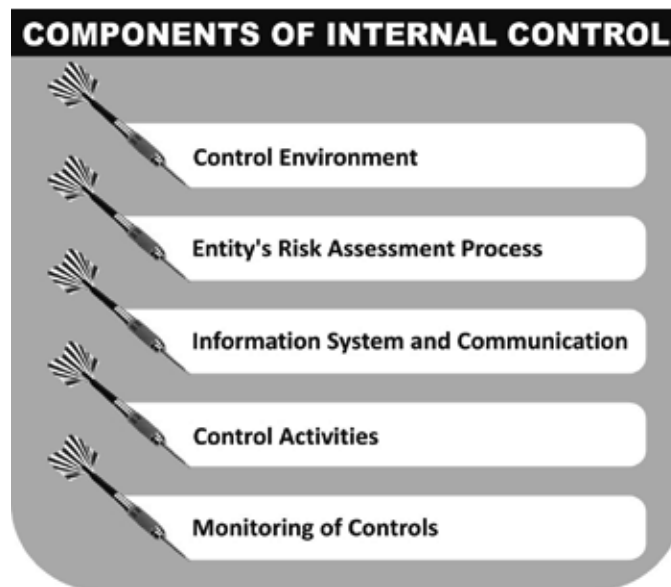 COMPONENTS OF INTERNAL CONTROL
Control Environment
Entity's Risk Assessment Process
Information System and Communication
Control Activities
Monitoring of Controls